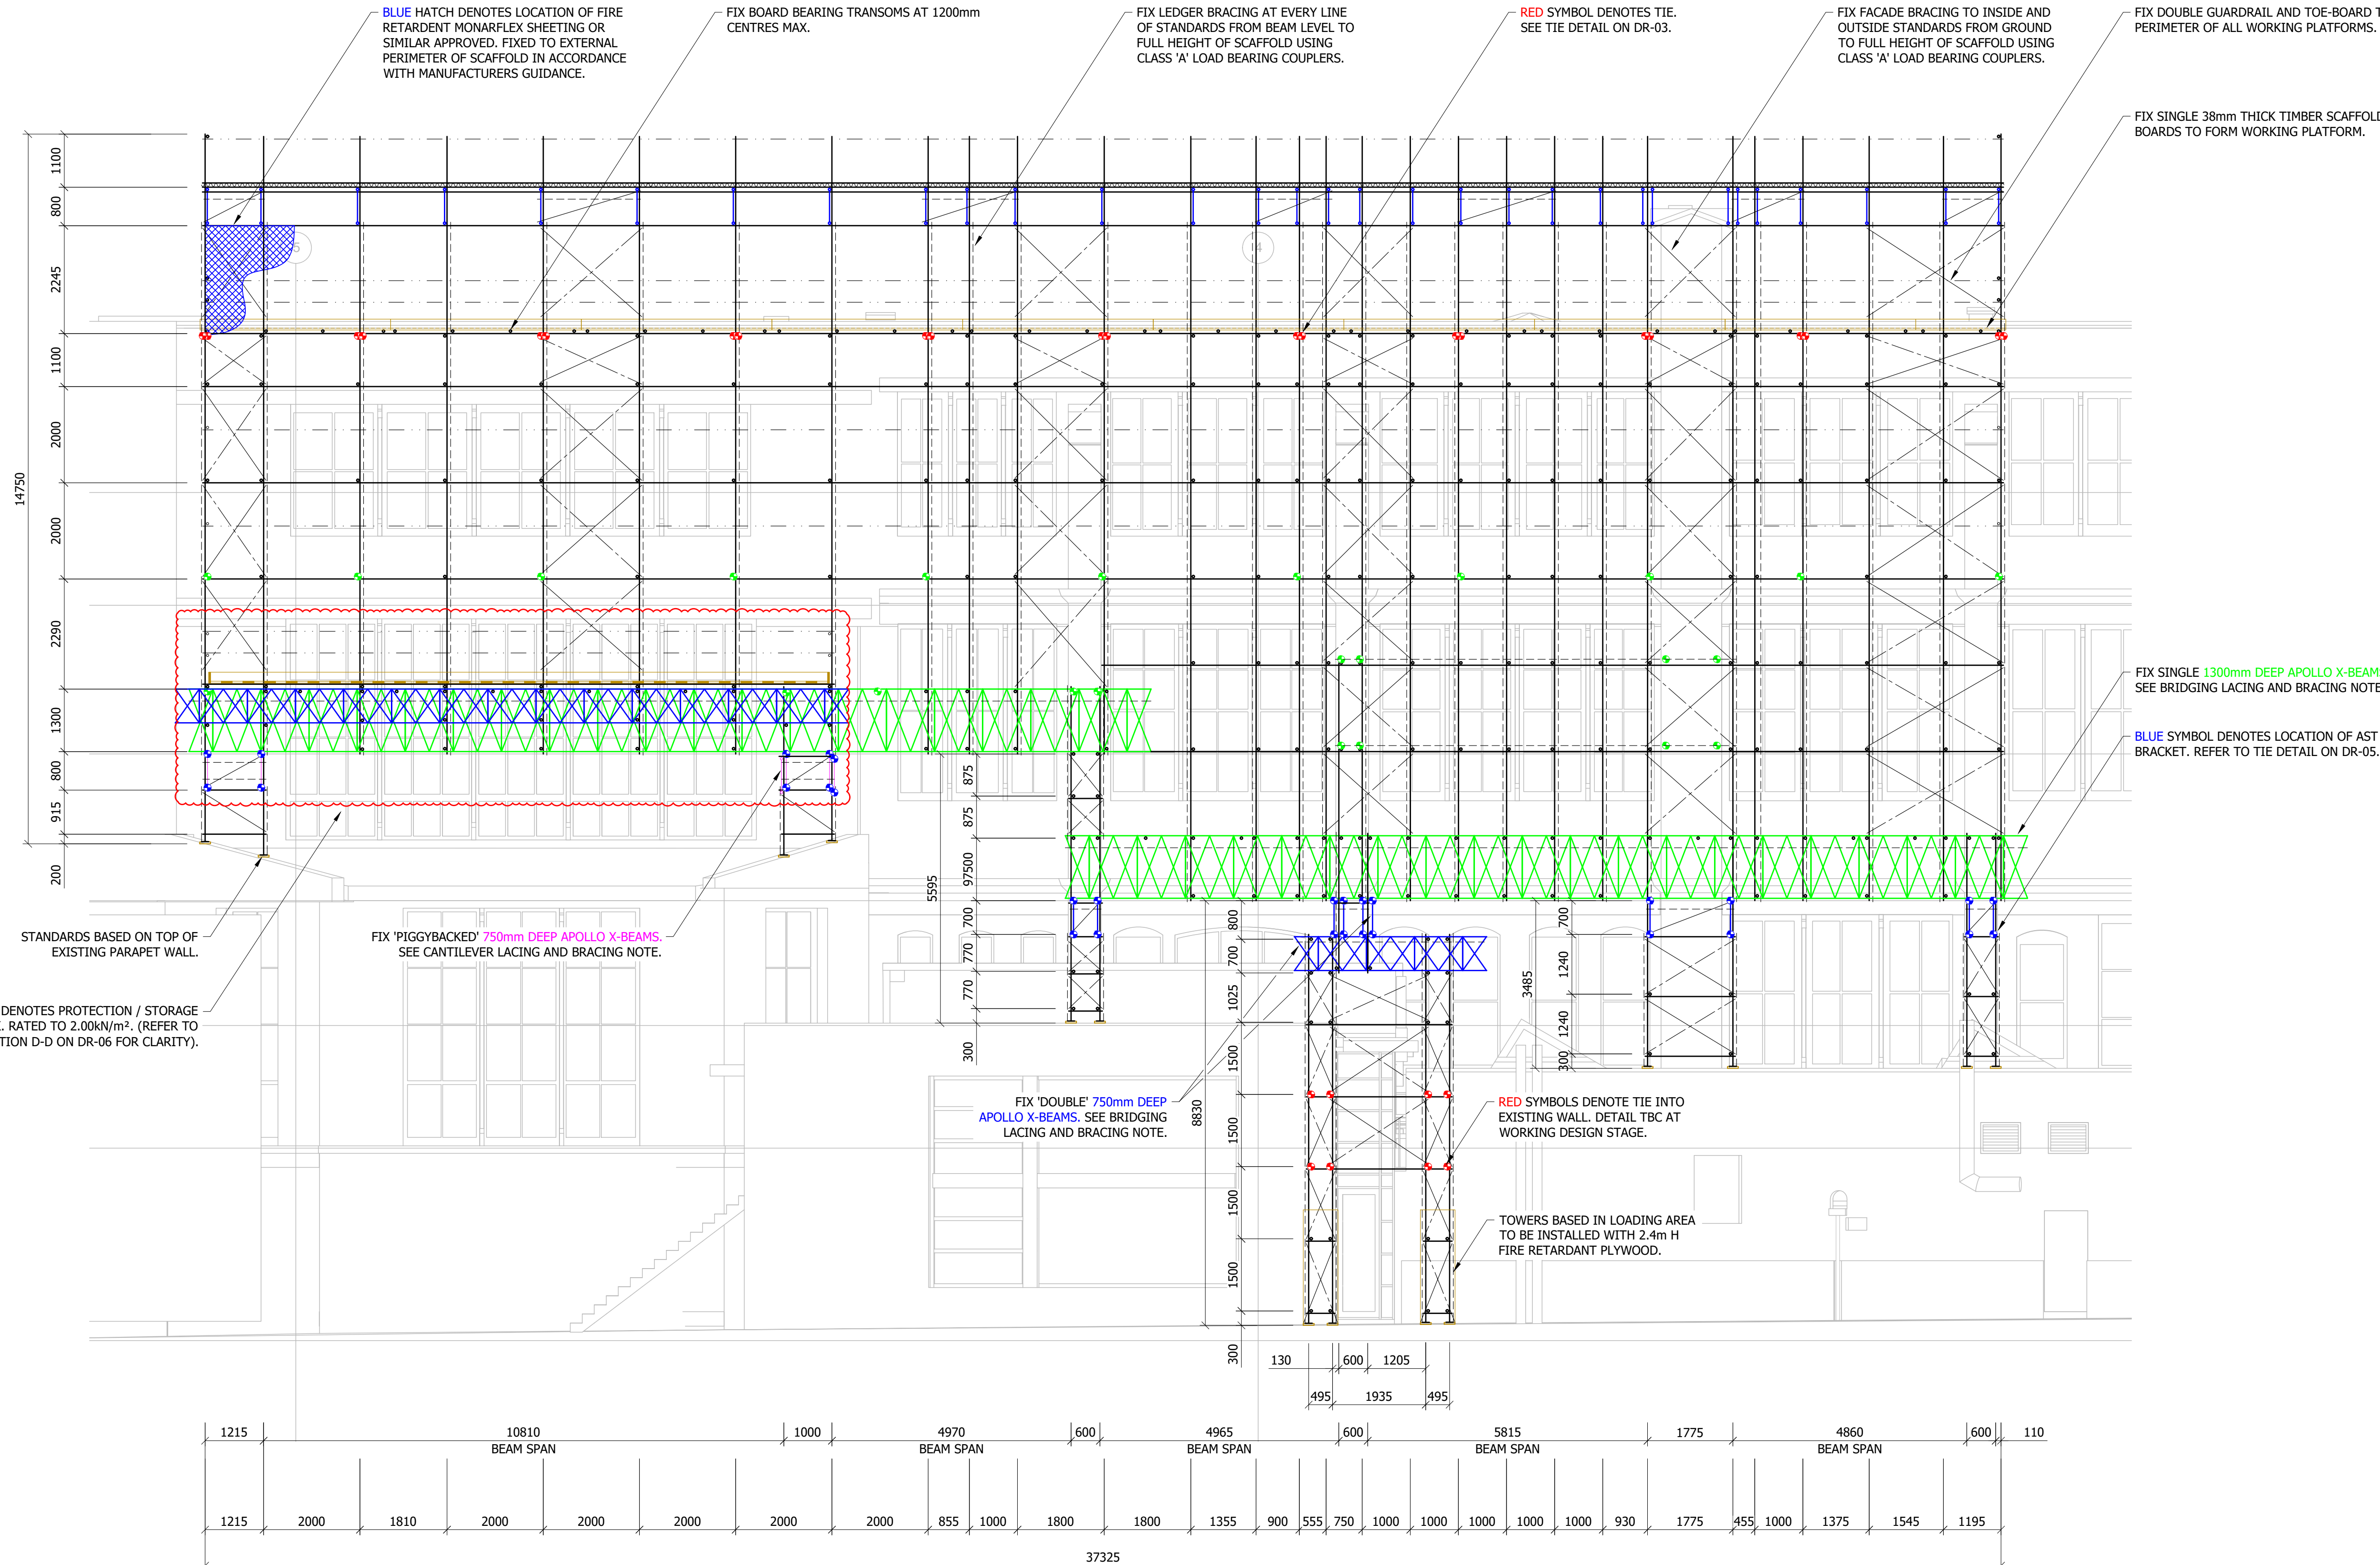 BLUE HATCH DENOTES LOCATION OF FIRE
RETARDENT MONARFLEX SHEETING OR
SIMILAR APPROVED. FIXED TO EXTERNAL
PERIMETER OF SCAFFOLD IN ACCORDANCE
WITH MANUFACTURERS GUIDANCE.
FIX BOARD BEARING TRANSOMS AT 1200mm
CENTRES MAX.
FIX LEDGER BRACING AT EVERY LINE
OF STANDARDS FROM BEAM LEVEL TO
FULL HEIGHT OF SCAFFOLD USING
CLASS 'A' LOAD BEARING COUPLERS.
RED SYMBOL DENOTES TIE.
SEE TIE DETAIL ON DR-03.
FIX FACADE BRACING TO INSIDE AND
OUTSIDE STANDARDS FROM GROUND
TO FULL HEIGHT OF SCAFFOLD USING
CLASS 'A' LOAD BEARING COUPLERS.
FIX DOUBLE GUARDRAIL AND TOE-BOARD
PERIMETER OF ALL WORKING PLATFORMS.
FIX SINGLE 38mm THICK TIMBER SCAFFOLD
BOARDS TO FORM WORKING PLATFORM.
14750
1100
800
2245
1100
2000
2000
2290
1300
800
915
200
5
4
FIX SINGLE 1300mm DEEP APOLLO X-BEAM
SEE BRIDGING LACING AND BRACING NOTE
BLUE SYMBOL DENOTES LOCATION OF AST
BRACKET. REFER TO TIE DETAIL ON DR-05.
STANDARDS BASED ON TOP OF
EXISTING PARAPET WALL.
FIX 'PIGGYBACKED' 750mm DEEP APOLLO X-BEAMS.
SEE CANTILEVER LACING AND BRACING NOTE.
DENOTES PROTECTION / STORAGE
. RATED TO 2.00kN/m². (REFER TO
TION D-D ON DR-06 FOR CLARITY).
5595
875
875
97500
700
770
770
300
8830
800
700
1025
1500
1500
1500
1500
300
3485
700
1240
1240
300
FIX 'DOUBLE' 750mm DEEP
APOLLO X-BEAMS. SEE BRIDGING
LACING AND BRACING NOTE.
RED SYMBOLS DENOTE TIE INTO
EXISTING WALL. DETAIL TBC AT
WORKING DESIGN STAGE.
TOWERS BASED IN LOADING AREA
TO BE INSTALLED WITH 2.4m H
FIRE RETARDANT PLYWOOD.
130 600 1205
495 1935 495
1215 10810 1000 4970 600 4965 600 5815 1775 4860 600 110
BEAM SPAN BEAM SPAN BEAM SPAN BEAM SPAN BEAM SPAN
1215 2000 1810 2000 2000 2000 2000 2000 855 1000 1800 1800 1355 900 555 750 1000 1000 1000 1000 1000 930 1775 455 1000 1375 1545 1195
37325